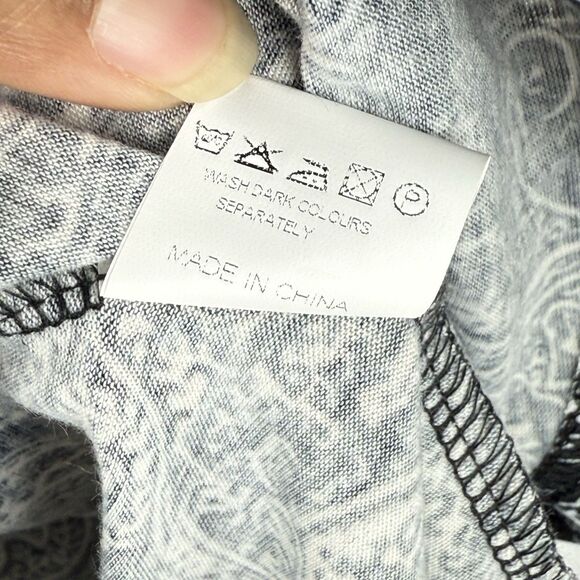 P
WASH DARK COLOURS
SEPARATELY
MADE IN CHINA